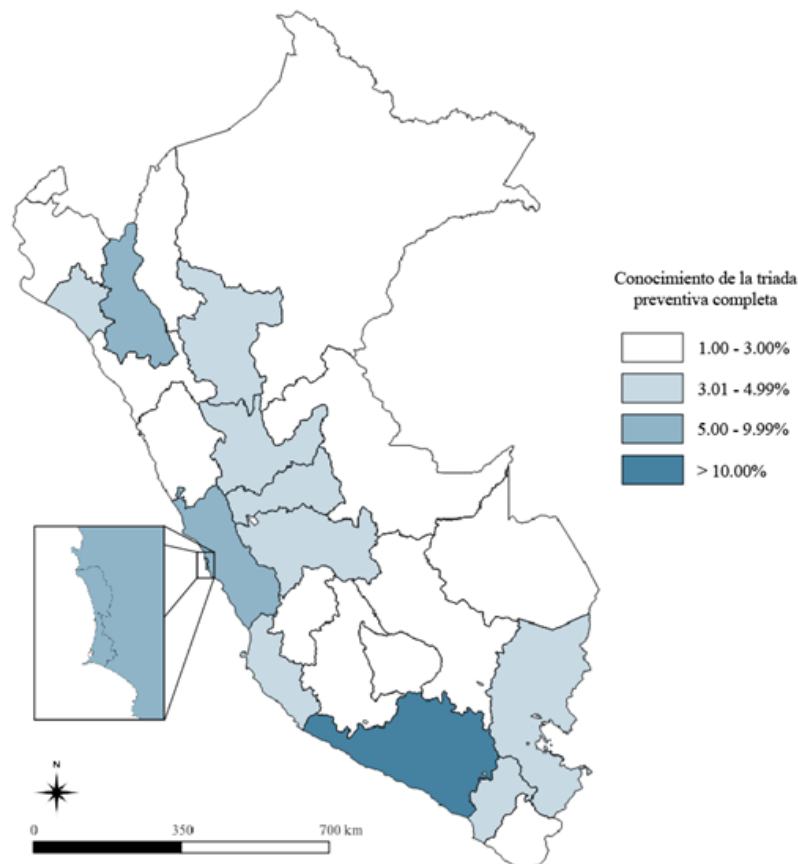 Conocimiento de la triada
preventiva completa
1.00 - 3.00%
3.01 - 4.99%
5.00 - 9.99%
> 10.00%
N
0 350 700 km